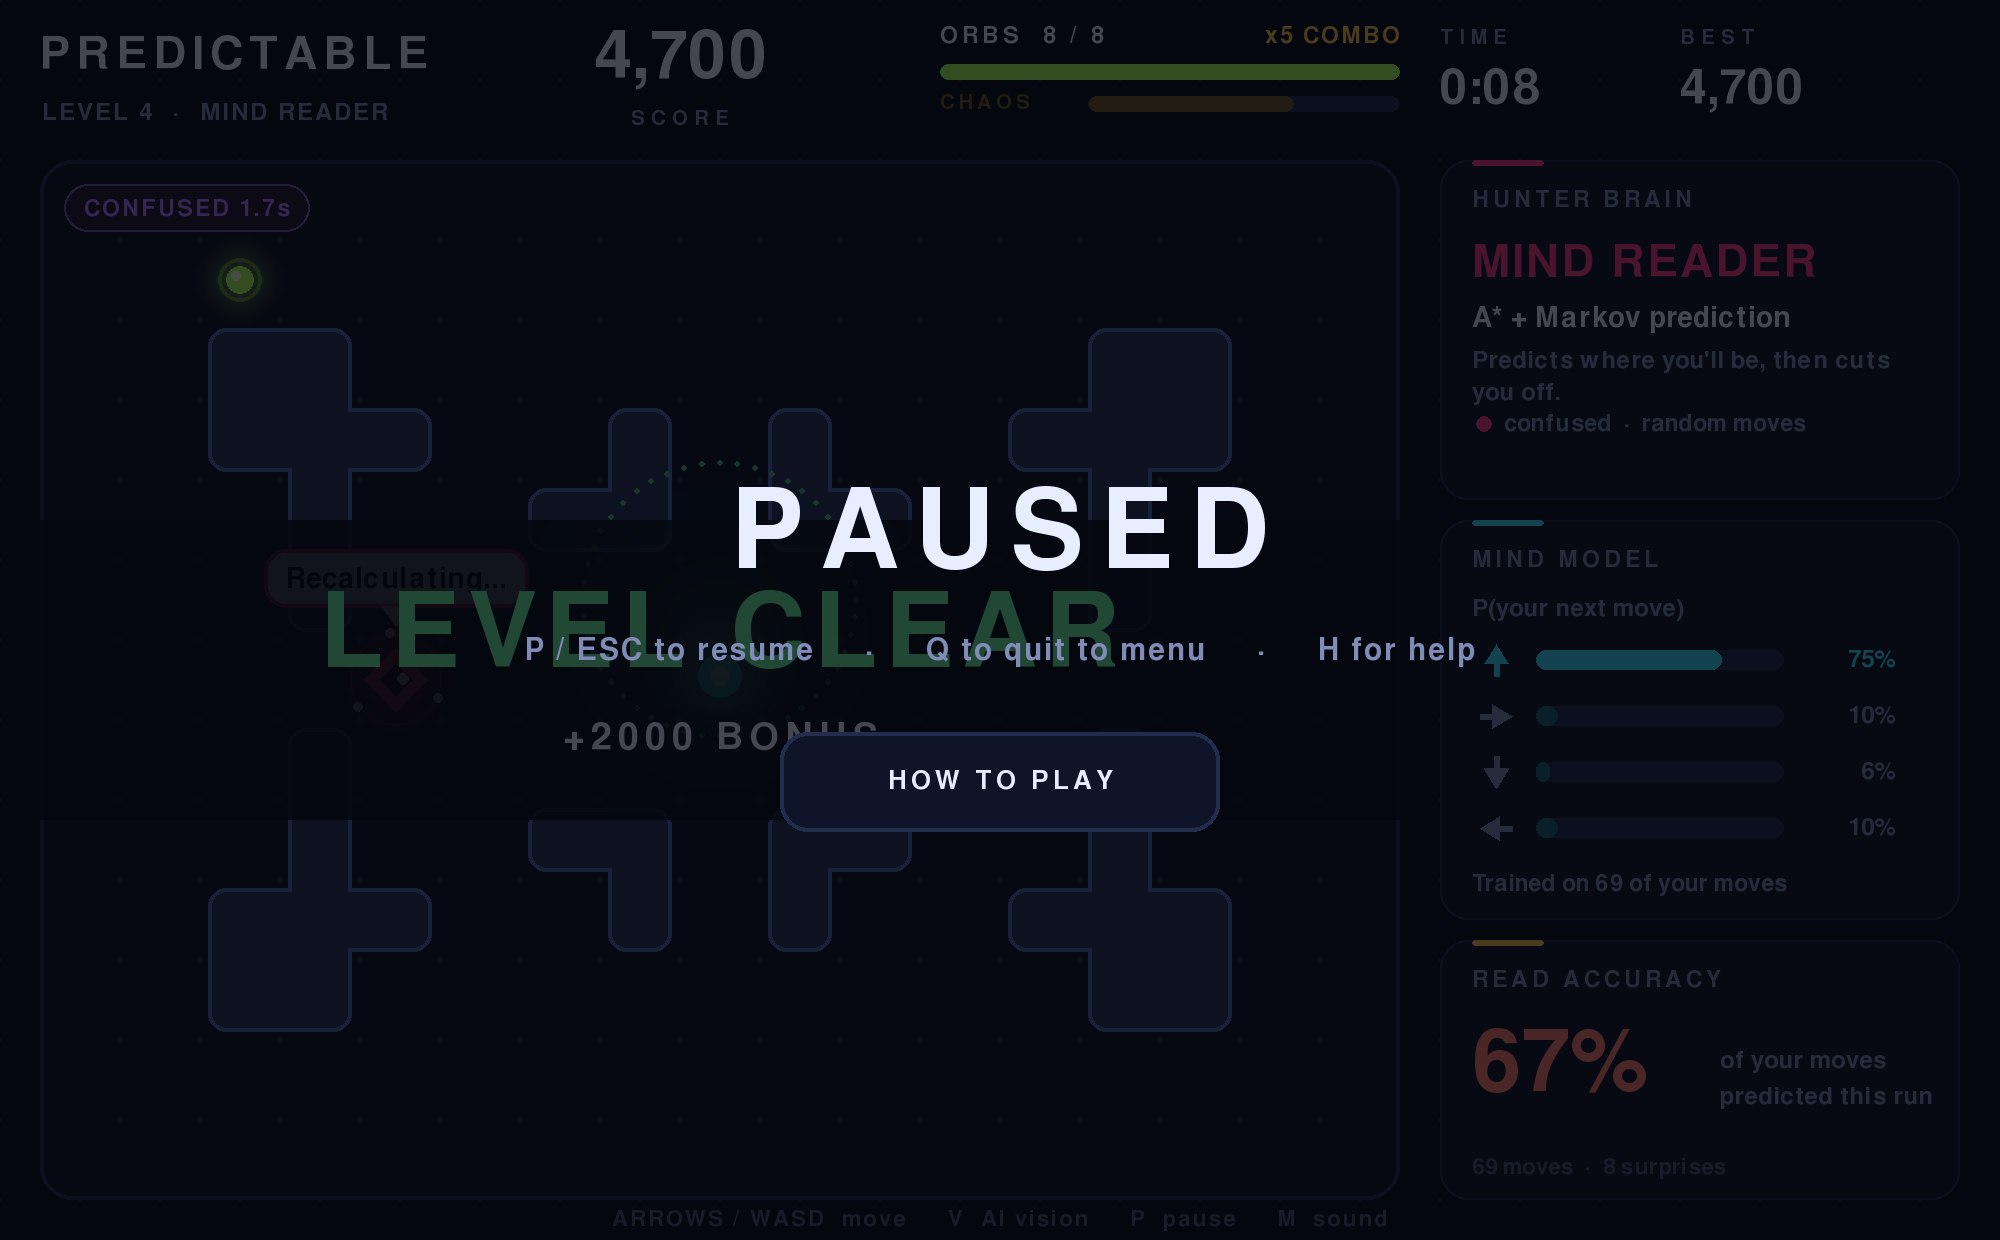 PREDICTABLE
LEVEL 4 · MIND READER
4,700
SCORE
ORBS 8 / 8
x5 COMBO
CHAOS
TIME
0:08
BEST
4,700
CONFUSED 1.7s
Recalculating...
PAUSED
LEVEL CLEAR
P / ESC to resume · Q to quit to menu · H for help
+2000 BONUS
HOW TO PLAY
HUNTER BRAIN
MIND READER
A* + Markov prediction
Predicts where you'll be, then cuts
you off.
confused · random moves
MIND MODEL
P(your next move)
75%
10%
6%
10%
Trained on 69 of your moves
READ ACCURACY
67%
of your moves
predicted this run
69 moves · 8 surprises
ARROWS / WASD move V AI vision P pause M sound